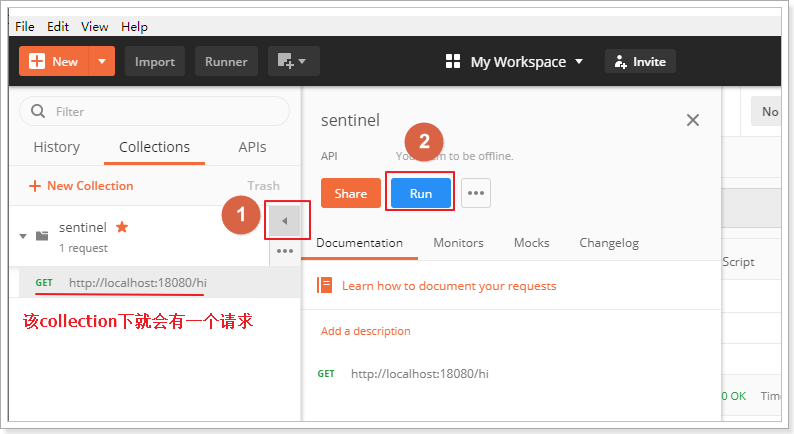 File Edit View Help
New Import Runner My Workspace Invite
Filter
History Collections APIs
New Collection Trash
1
sentinel
1 request
GET http://localhost:18080/hi
该collection下就会有一个请求
sentinel
2
API
to be offline.
Share Run
Documentation Monitors Mocks Changelog
Learn how to document your requests
Add a description
GET http://localhost:18080/hi
No
Script
0 OK